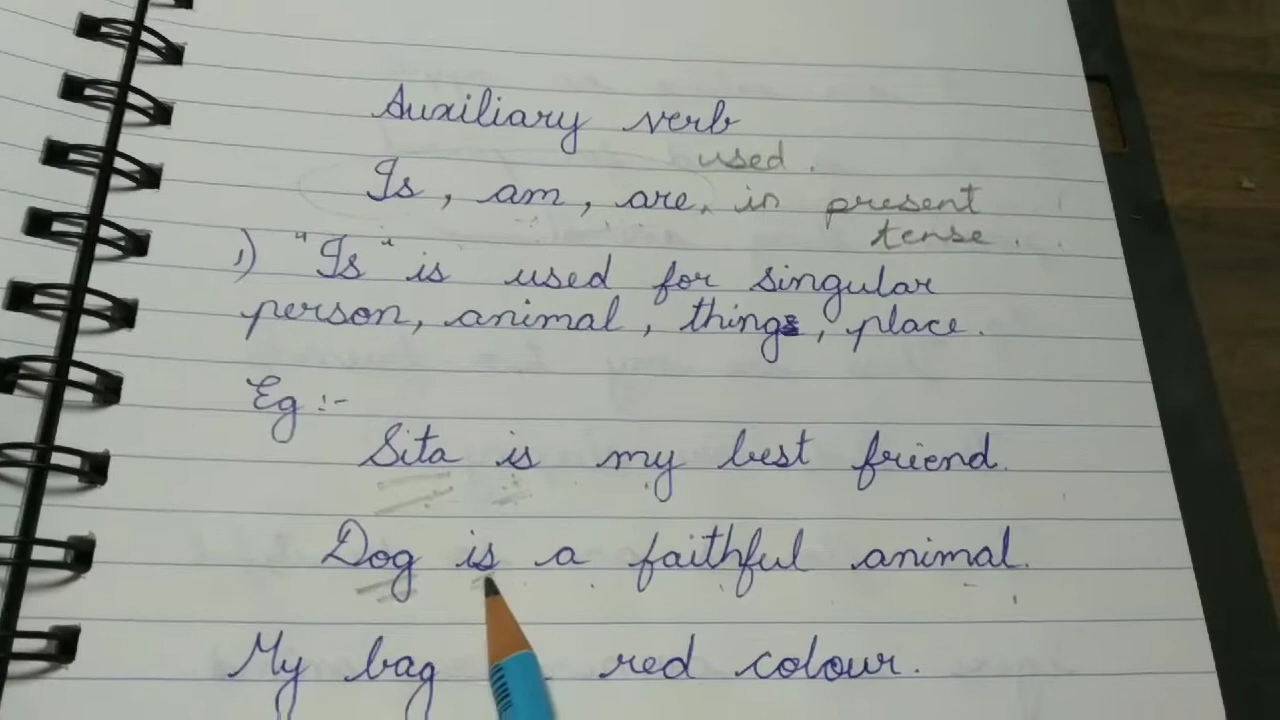 Auxiliary verb
used.
Is, am, are, in present
tense.
1) "Is" is used for singular
person, animal, things, place.
Eg :-
Sita is my best friend.
Dog is a faithful animal.
My bag red colour.